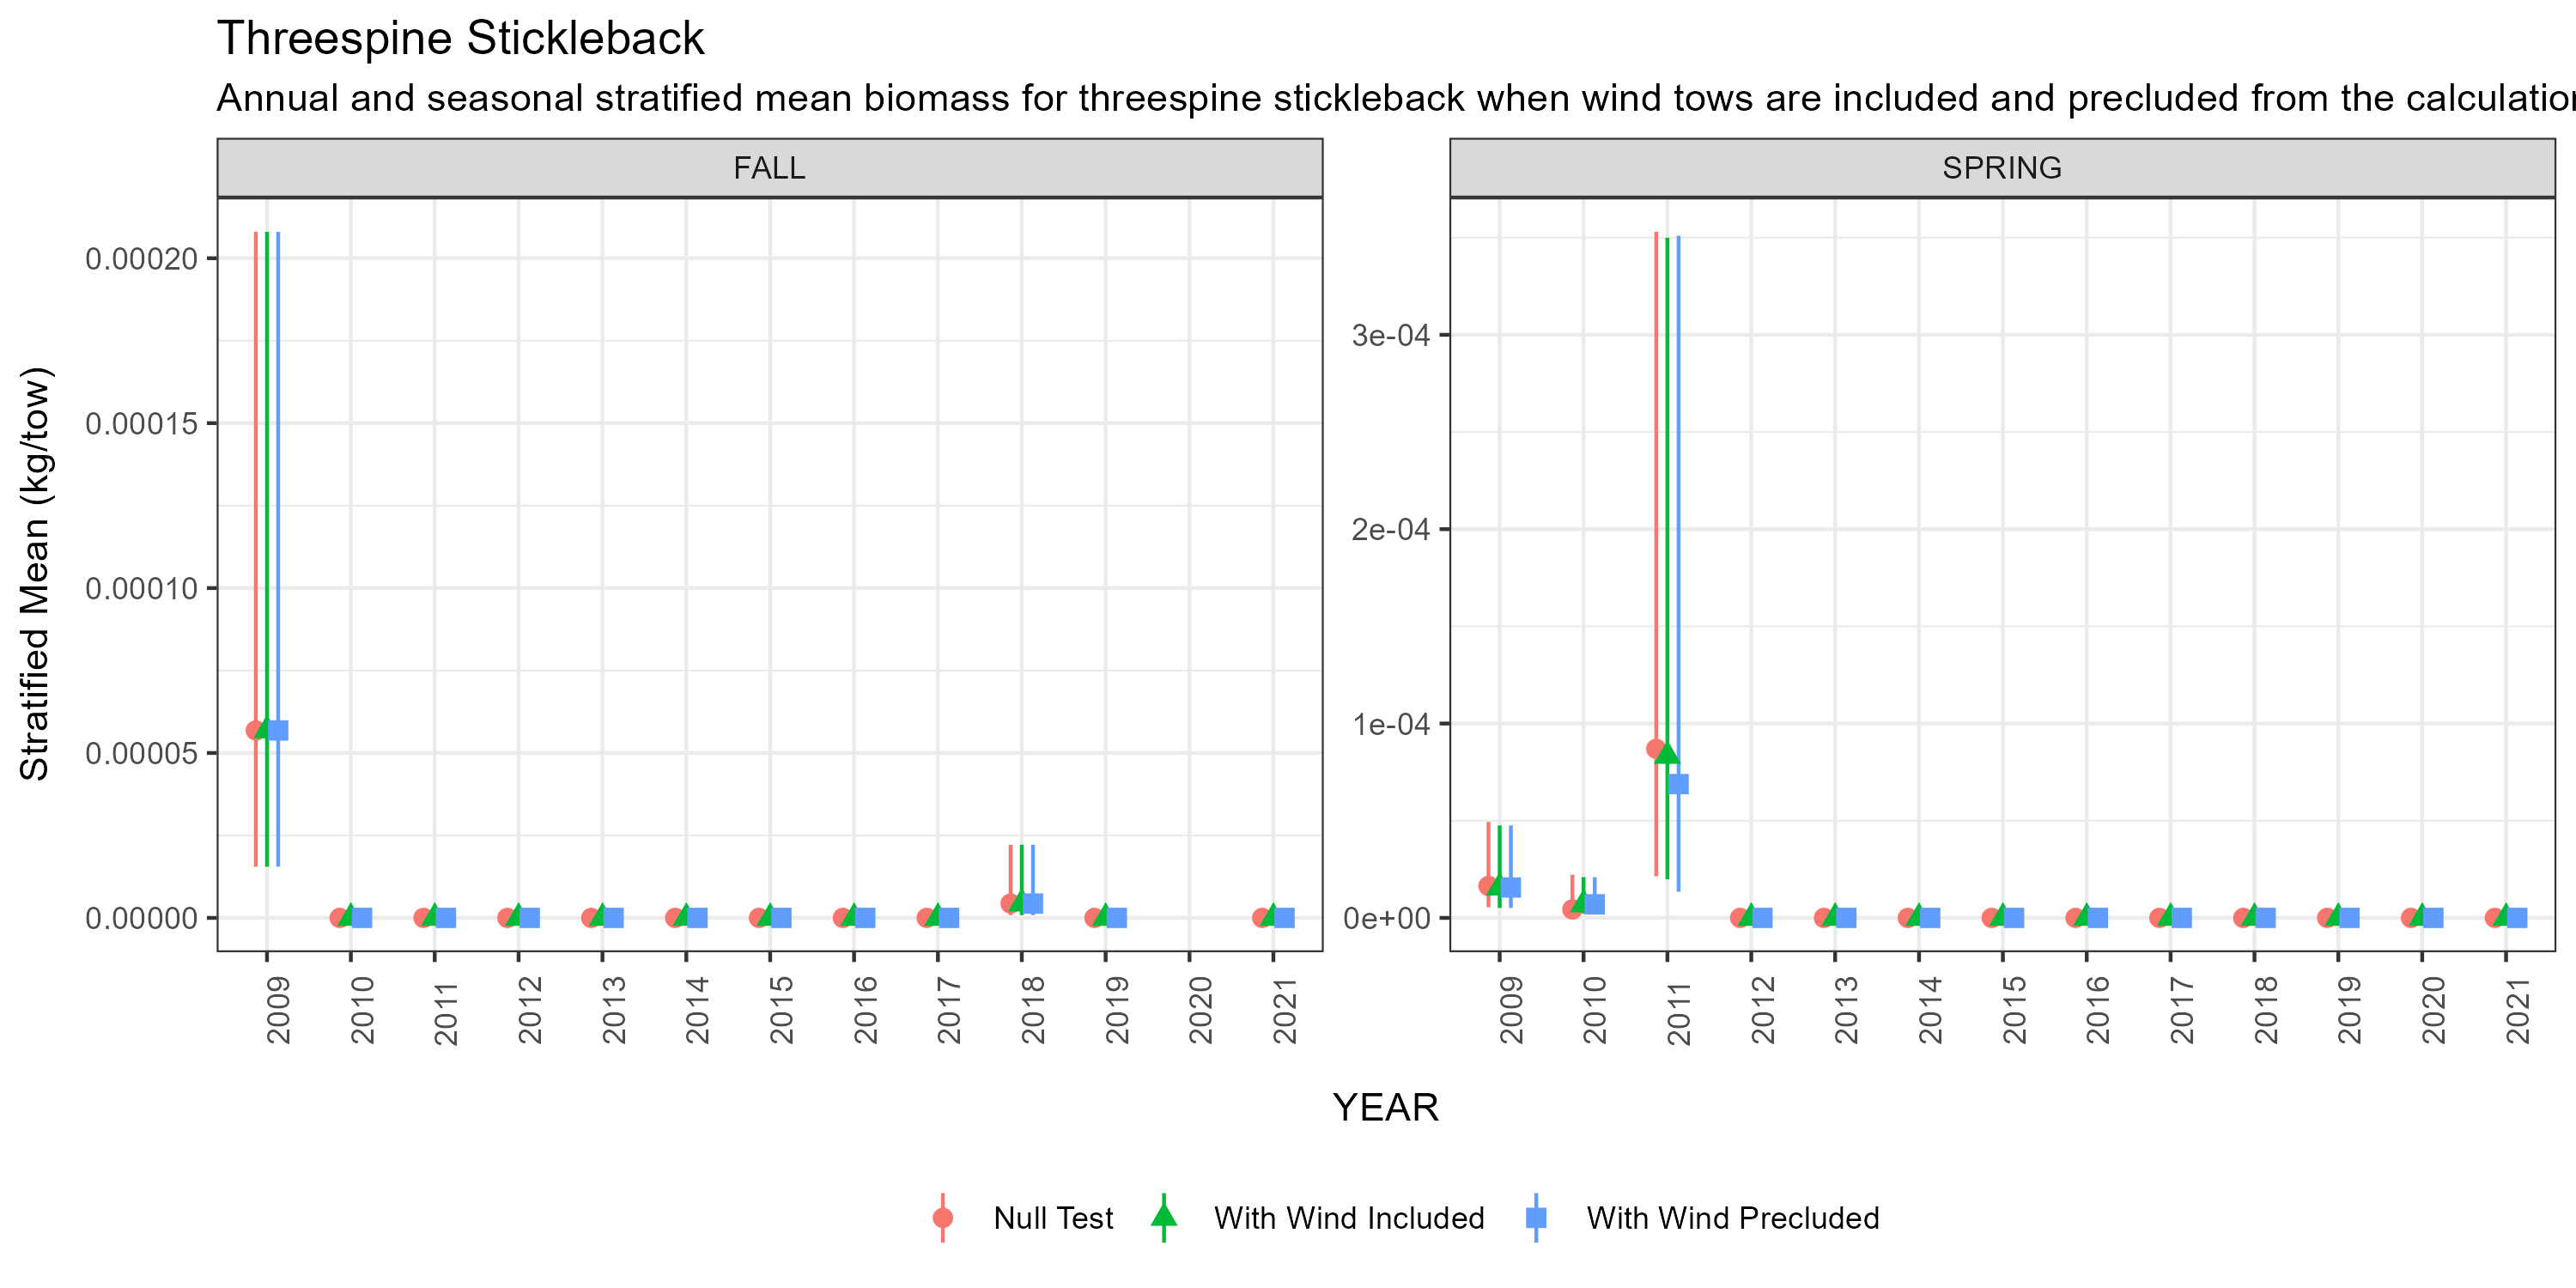 Threespine Stickleback
Annual and seasonal stratified mean biomass for threespine stickleback when wind tows are included and precluded from the calculation
FALL
SPRING
Stratified Mean (kg/tow)
0.00020
0.00015
0.00010
0.00005
0.00000
3e-04
2e-04
1e-04
0e+00
2009 2010 2011 2012 2013 2014 2015 2016 2017 2018 2019 2020 2021
2009 2010 2011 2012 2013 2014 2015 2016 2017 2018 2019 2020 2021
YEAR
Null Test With Wind Included With Wind Precluded